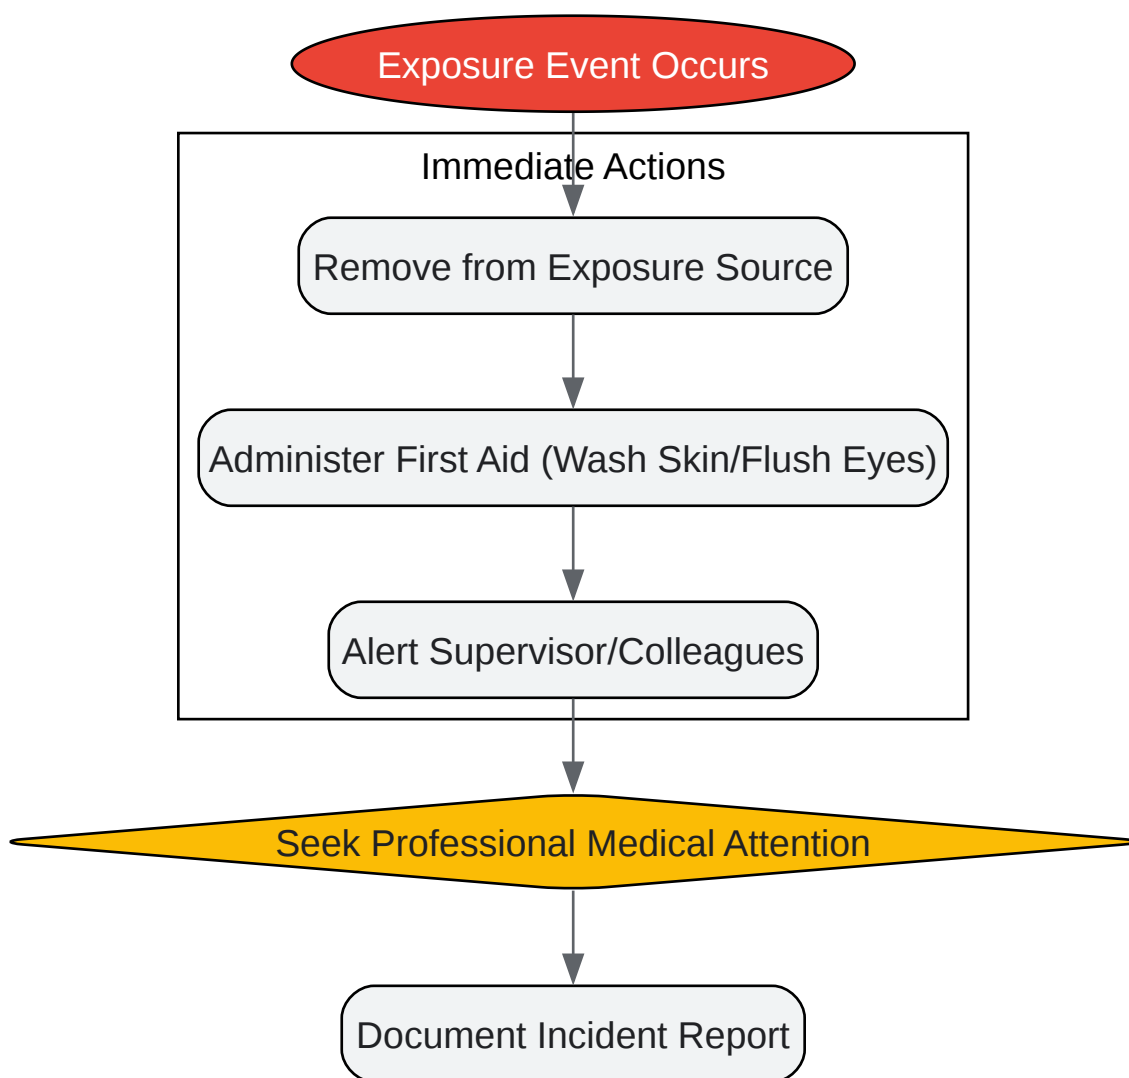 Exposure Event Occurs
Immediate Actions
Remove from Exposure Source
Administer First Aid (Wash Skin/Flush Eyes)
Alert Supervisor/Colleagues
Seek Professional Medical Attention
Document Incident Report